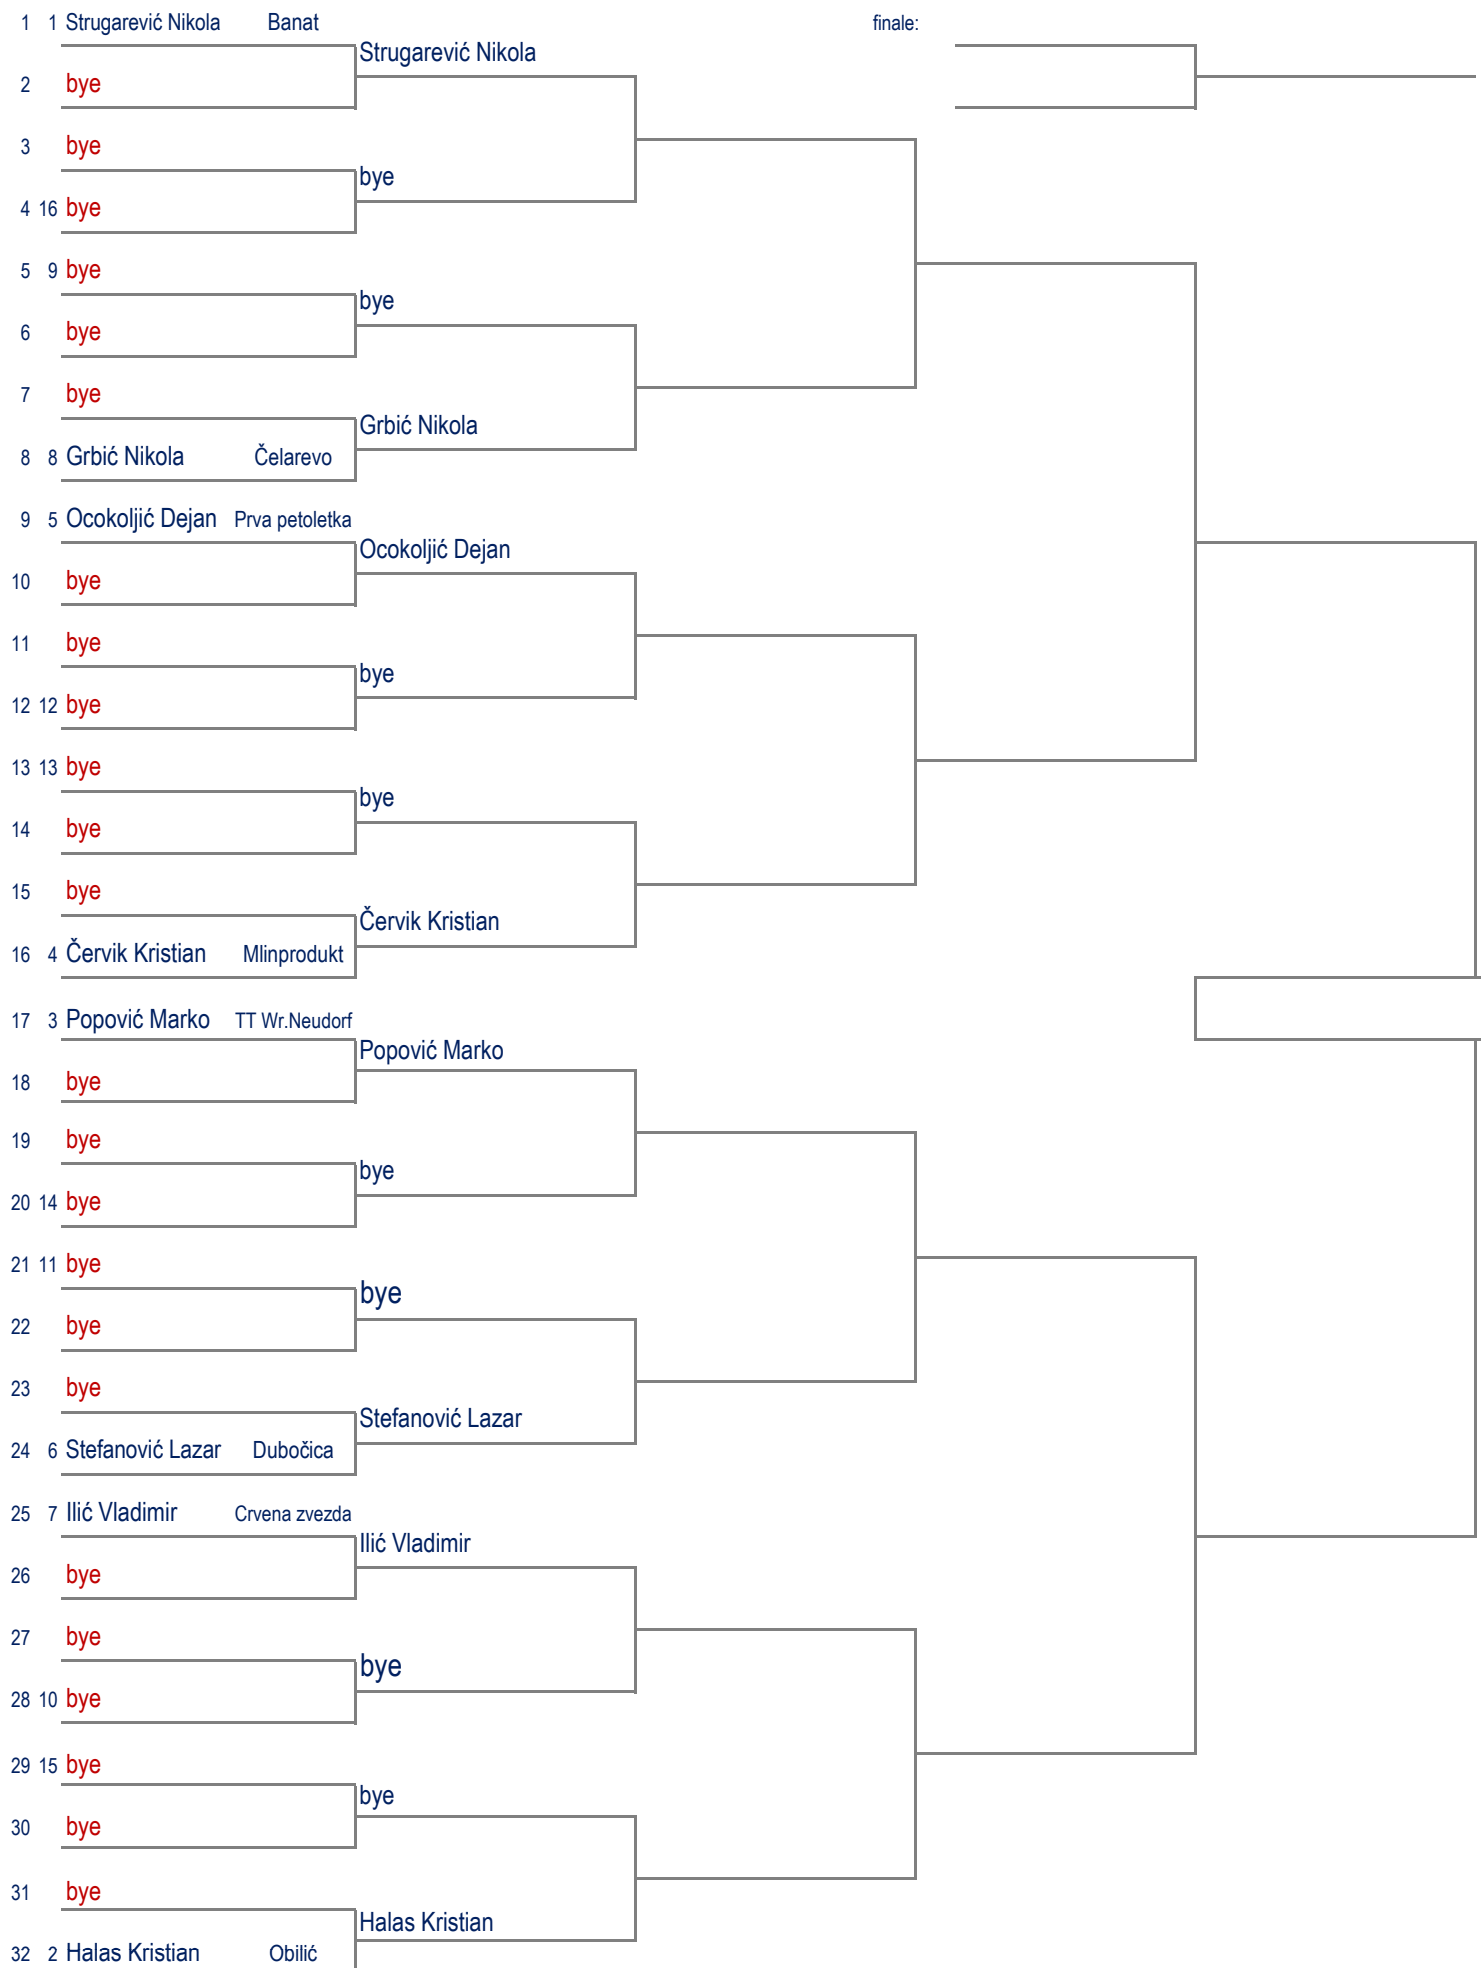 1 1 Strugarević Nikola Banat finale:
Strugarević Nikola
2 bye
3 bye
bye
4 16 bye
5 9 bye
bye
6 bye
7 bye
Grbić Nikola
8 8 Grbić Nikola Čelarevo
9 5 Ocokoljić Dejan Prva petoletka
Ocokoljić Dejan
10 bye
11 bye
bye
12 12 bye
13 13 bye
bye
14 bye
15 bye
Červik Kristian
16 4 Červik Kristian Mlinprodukt
17 3 Popović Marko TT Wr.Neudorf
Popović Marko
18 bye
19 bye
bye
20 14 bye
21 11 bye
bye
22 bye
23 bye
Stefanović Lazar
24 6 Stefanović Lazar Dubočica
25 7 Ilić Vladimir Crvena zvezda
Ilić Vladimir
26 bye
27 bye
bye
28 10 bye
29 15 bye
bye
30 bye
31 bye
Halas Kristian
32 2 Halas Kristian Obilić